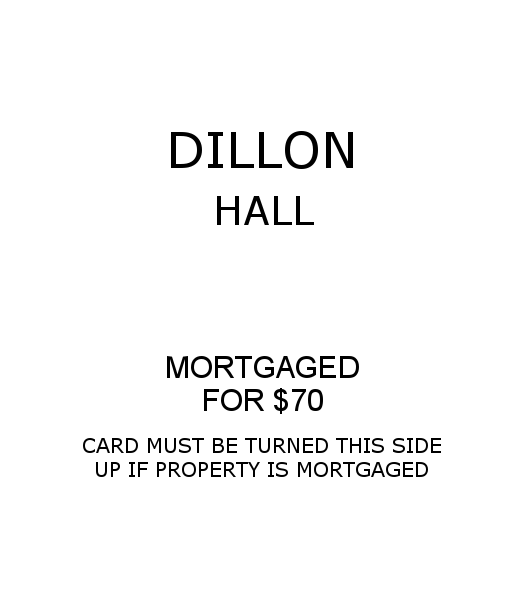 DILLON
HALL
MORTGAGED
FOR $70
CARD MUST BE TURNED THIS SIDE
UP IF PROPERTY IS MORTGAGED